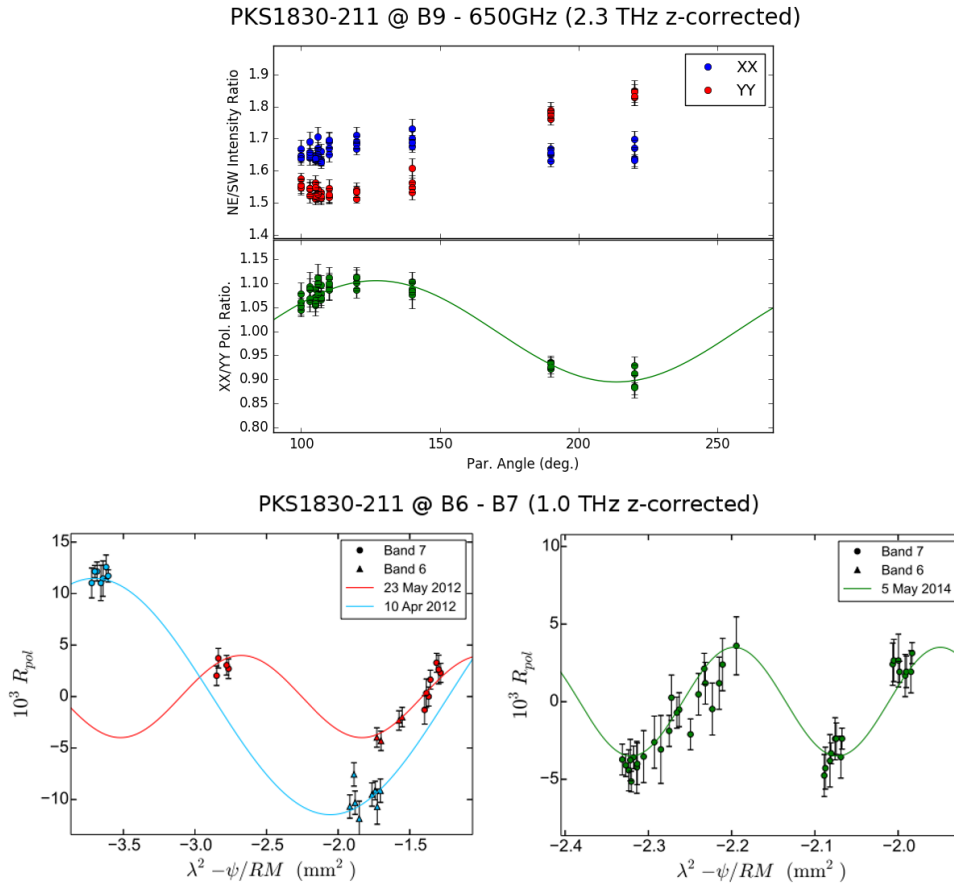 PKS1830-211 @ B9 - 650GHz (2.3 THz z-corrected)
1.9
1.8
1.7
1.6
1.5
1.4
NE/SW Intensity Ratio
XX
YY
1.15
1.10
1.05
1.00
0.95
0.90
0.85
0.80
XX/YY Pol. Ratio.
100
150
200
250
Par. Angle (deg.)
PKS1830-211 @ B6 - B7 (1.0 THz z-corrected)
15
10
5
0
−5
−10
10³ R_pol
Band 7
Band 6
23 May 2012
10 Apr 2012
−3.5
−3.0
−2.5
−2.0
−1.5
λ² − ψ/RM (mm²)
10
5
0
−5
10³ R_pol
Band 7
Band 6
5 May 2014
−2.4
−2.3
−2.2
−2.1
−2.0
λ² − ψ/RM (mm²)